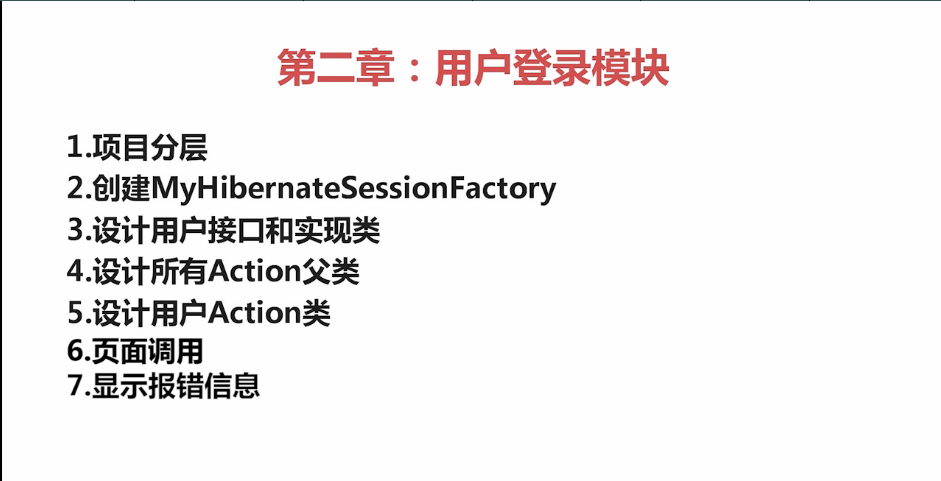 第二章：用户登录模块
1.项目分层
2.创建MyHibernateSessionFactory
3.设计用户接口和实现类
4.设计所有Action父类
5.设计用户Action类
6.页面调用
7.显示报错信息